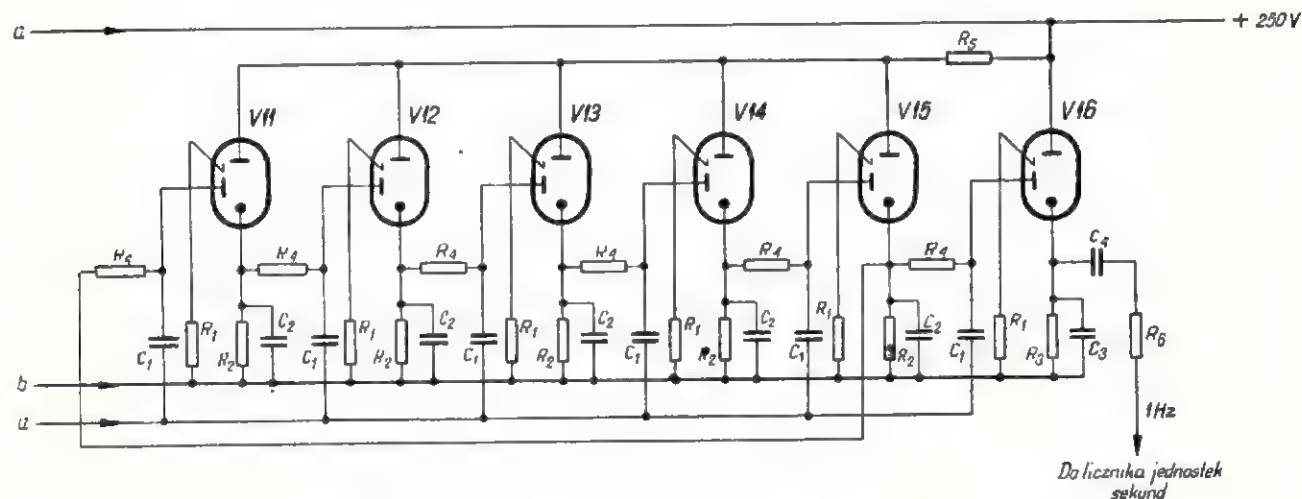 a
+ 250 V
R5
V11
V12
V13
V14
V15
V16
R4
R4
R4
R4
R4
R4
C4
C1
R1
R2
C2
C1
R1
R2
C2
C1
R1
R2
C2
C1
R1
R2
C2
C1
R1
R2
C2
C1
R1
R3
C3
R6
b
a
1Hz
Do licznika jednostek
sekund